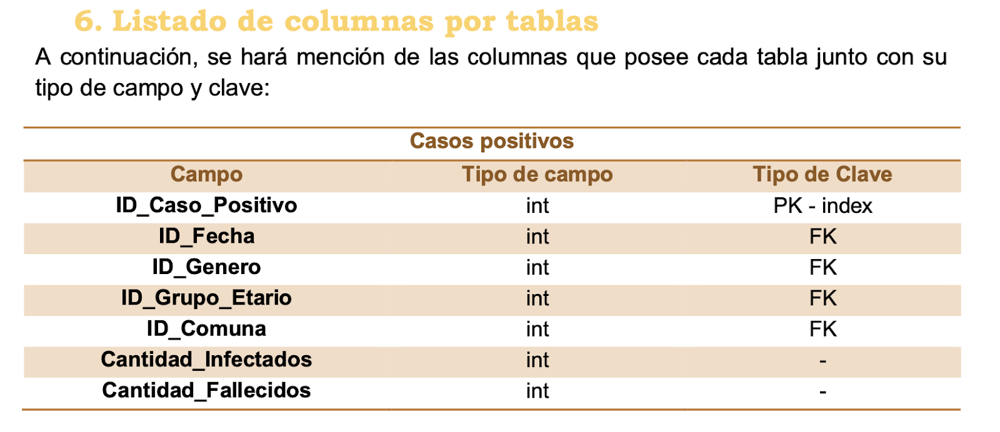 6. Listado de columnas por tablas
A continuación, se hará mención de las columnas que posee cada tabla junto con su
tipo de campo y clave:
Casos positivos
Campo Tipo de campo Tipo de Clave
ID_Caso_Positivo int PK - index
ID_Fecha int FK
ID_Genero int FK
ID_Grupo_Etario int FK
ID_Comuna int FK
Cantidad_Infectados int -
Cantidad_Fallecidos int -